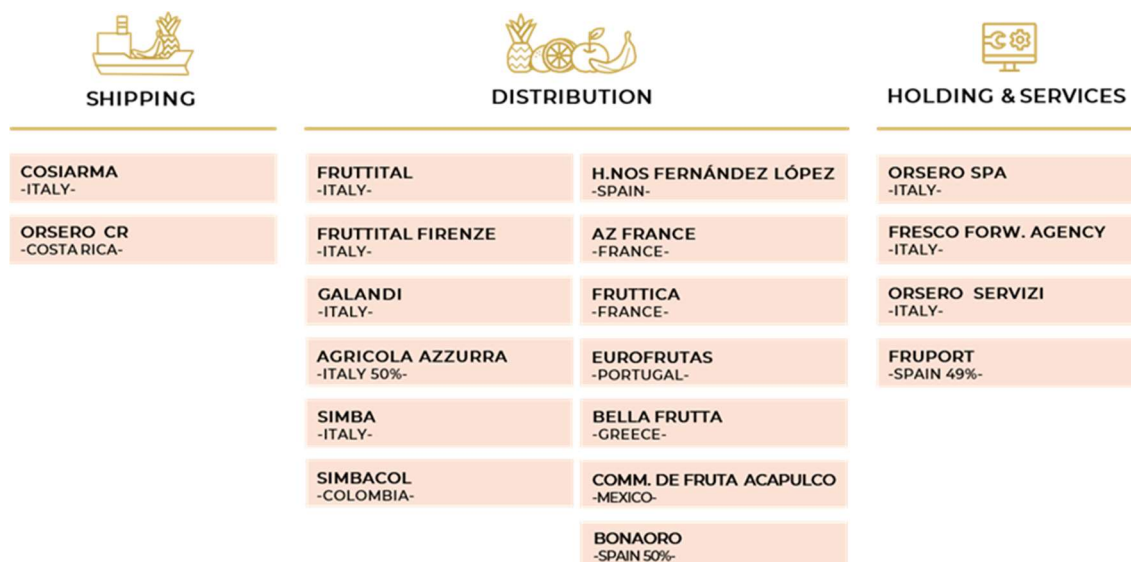 SHIPPING
COSIARMA
-ITALY-
ORSERO CR
-COSTA RICA-
DISTRIBUTION
FRUTTITAL
-ITALY-
FRUTTITAL FIRENZE
-ITALY-
GALANDI
-ITALY-
AGRICOLA AZZURRA
-ITALY 50%-
SIMBA
-ITALY-
SIMBACOL
-COLOMBIA-
H.NOS FERNÁNDEZ LÓPEZ
-SPAIN-
AZ FRANCE
-FRANCE-
FRUTTICA
-FRANCE-
EUROFRUTAS
-PORTUGAL-
BELLA FRUTTA
-GREECE-
COMM. DE FRUTA ACAPULCO
-MEXICO-
BONAORO
-SPAIN 50%-
HOLDING & SERVICES
ORSERO SPA
-ITALY-
FRESCO FORW. AGENCY
-ITALY-
ORSERO SERVIZI
-ITALY-
FRUPORT
-SPAIN 49%-